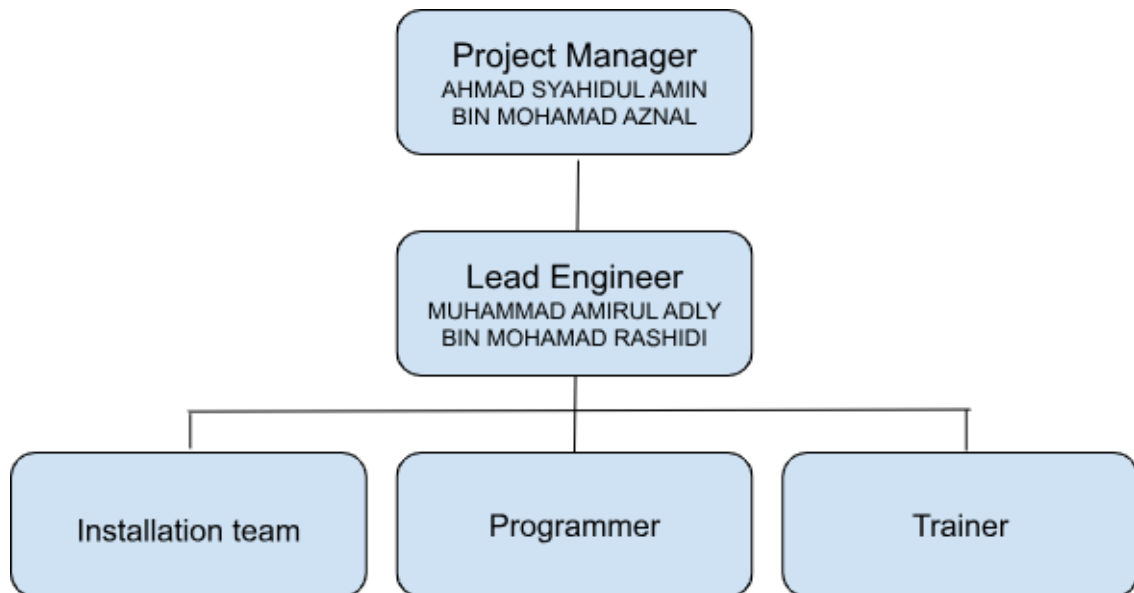 Project Manager
AHMAD SYAHIDUL AMIN
BIN MOHAMAD AZNAL
Lead Engineer
MUHAMMAD AMIRUL ADLY
BIN MOHAMAD RASHIDI
Installation team
Programmer
Trainer